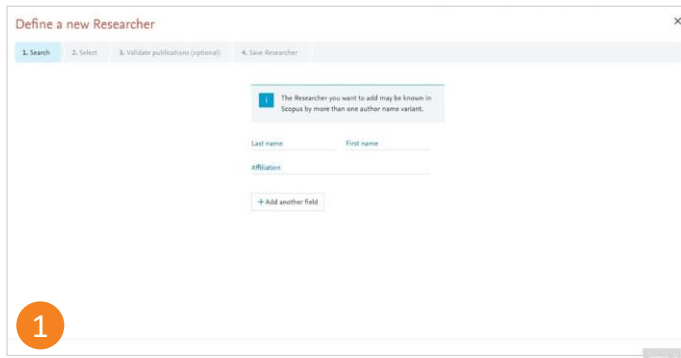 Define a new Researcher
×
1. Search 2. Select 3. Validate publications (optional) 4. Save Researcher
i The Researcher you want to add may be known in
Scopus by more than one author name variant.
Last name First name
Affiliation
+ Add another field
1